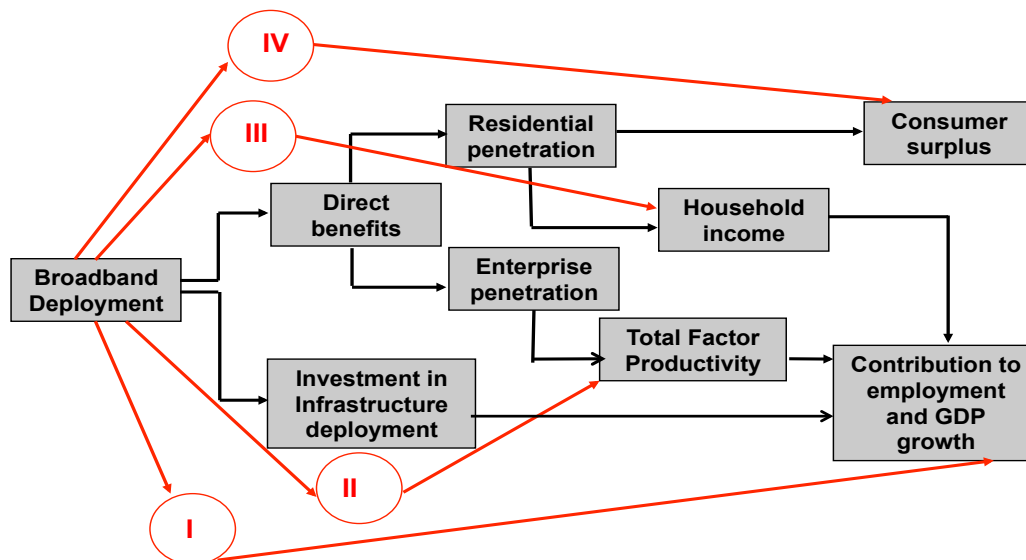 IV
III
Residential
penetration
Consumer
surplus
Direct
benefits
Household
income
Broadband
Deployment
Enterprise
penetration
Total Factor
Productivity
Investment in
Infrastructure
deployment
Contribution to
employment
and GDP
growth
II
I